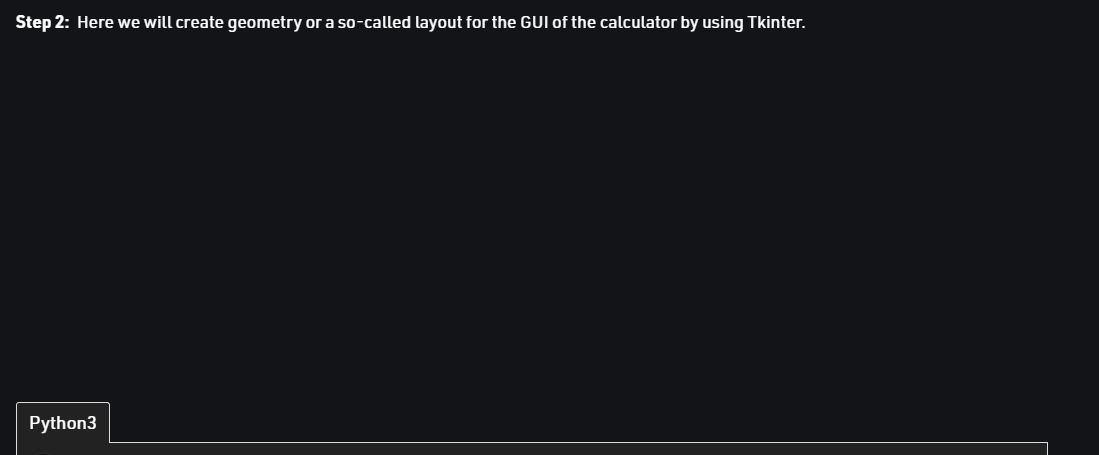 Step 2: Here we will create geometry or a so-called layout for the GUI of the calculator by using Tkinter.
Python3